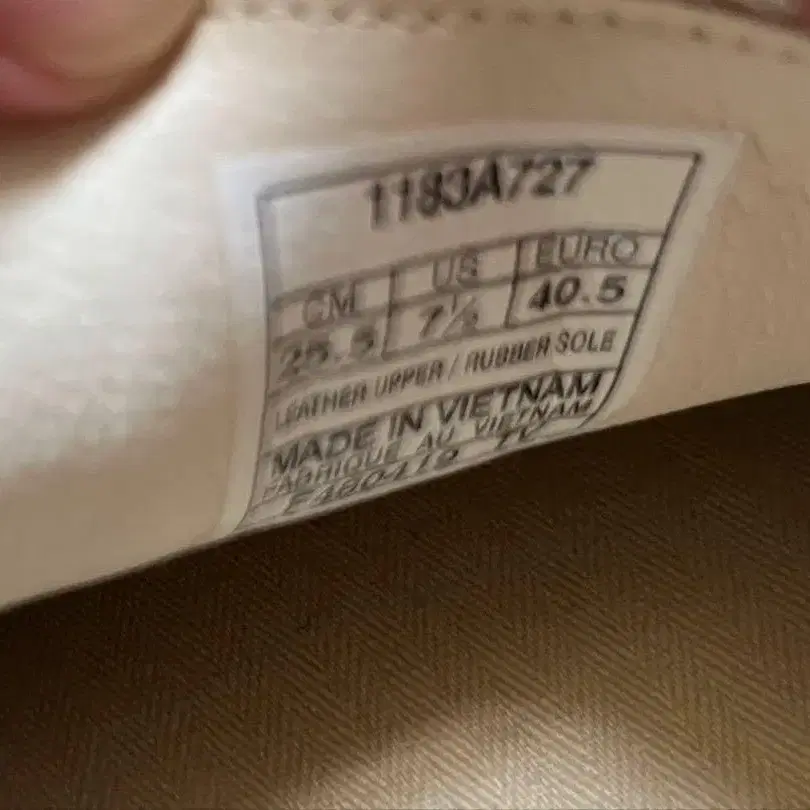 1183A727
CM US EURO
25.5 7½ 40.5
LEATHER UPPER / RUBBER SOLE
MADE IN VIETNAM
FABRIQUE AU VIETNAM